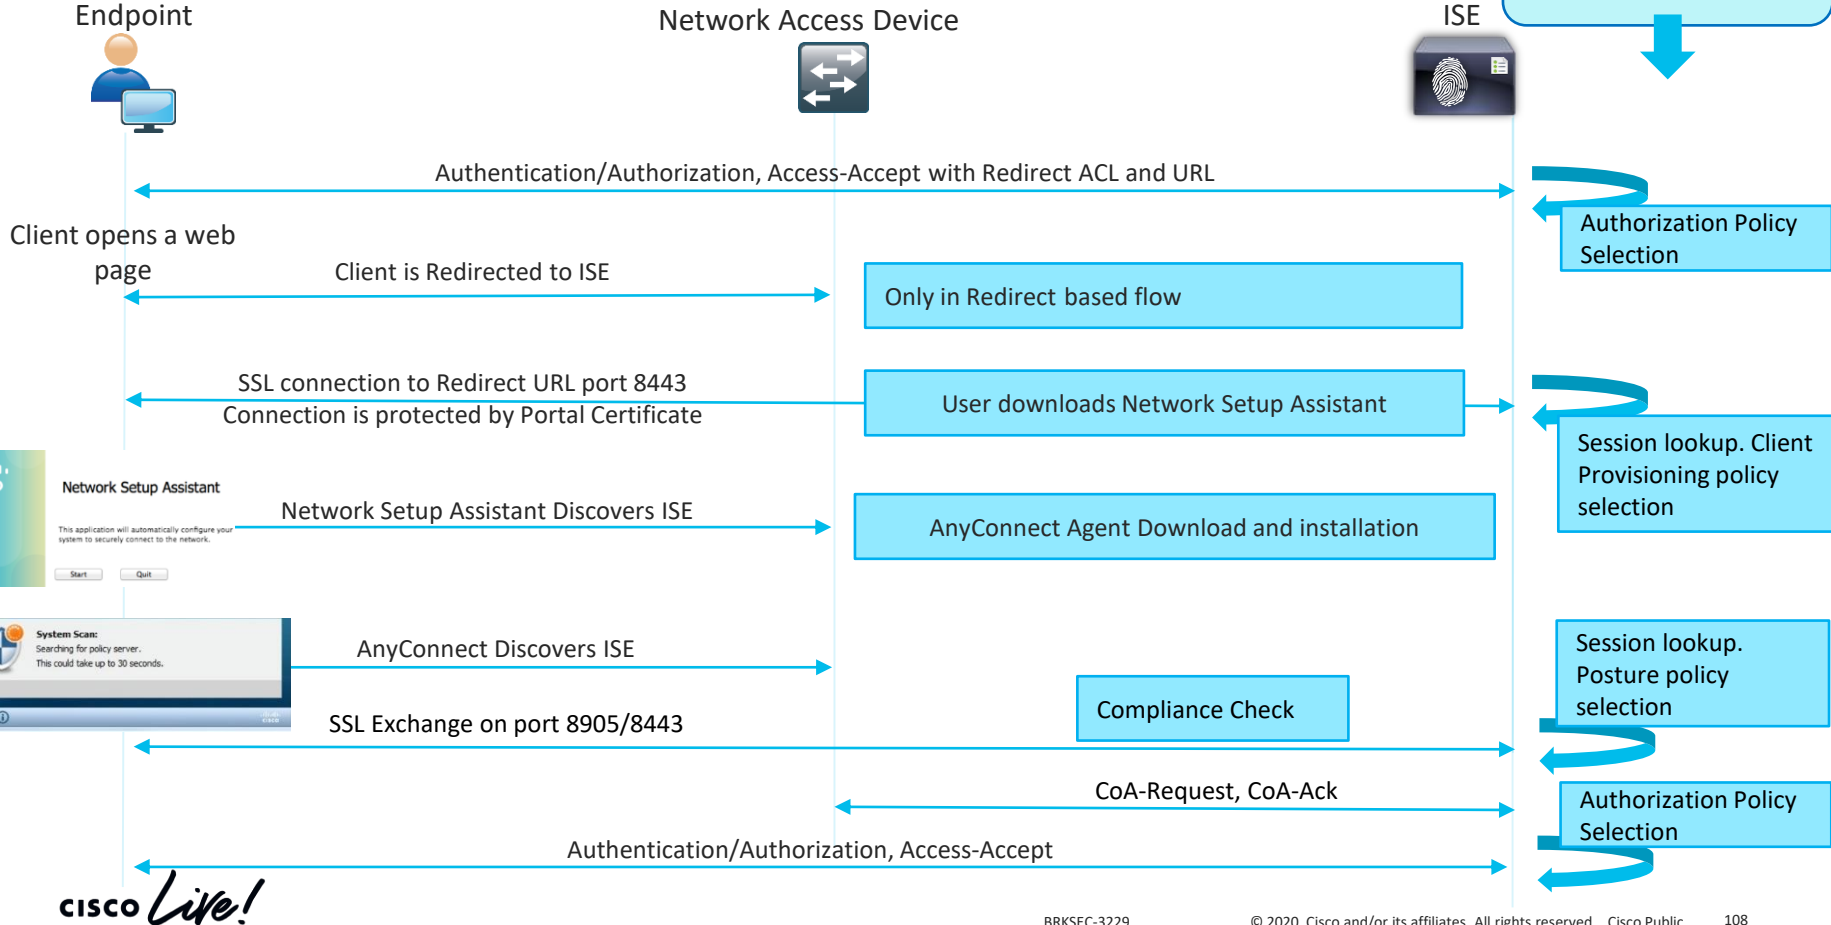 Endpoint
Network Access Device
ISE
Authentication/Authorization, Access-Accept with Redirect ACL and URL
Authorization Policy
Selection
Client opens a web
page
Client is Redirected to ISE
Only in Redirect based flow
SSL connection to Redirect URL port 8443
Connection is protected by Portal Certificate
User downloads Network Setup Assistant
Session lookup. Client
Provisioning policy
selection
Network Setup Assistant
This application will automatically configure your
system to securely connect to the network.
Start
Quit
Network Setup Assistant Discovers ISE
AnyConnect Agent Download and installation
System Scan:
Searching for policy server.
This could take up to 30 seconds.
AnyConnect Discovers ISE
Session lookup.
Posture policy
selection
Compliance Check
SSL Exchange on port 8905/8443
CoA-Request, CoA-Ack
Authorization Policy
Selection
Authentication/Authorization, Access-Accept
CISCO Live!
BRKSEC-3229
© 2020 Cisco and/or its affiliates. All rights reserved. Cisco Public
108